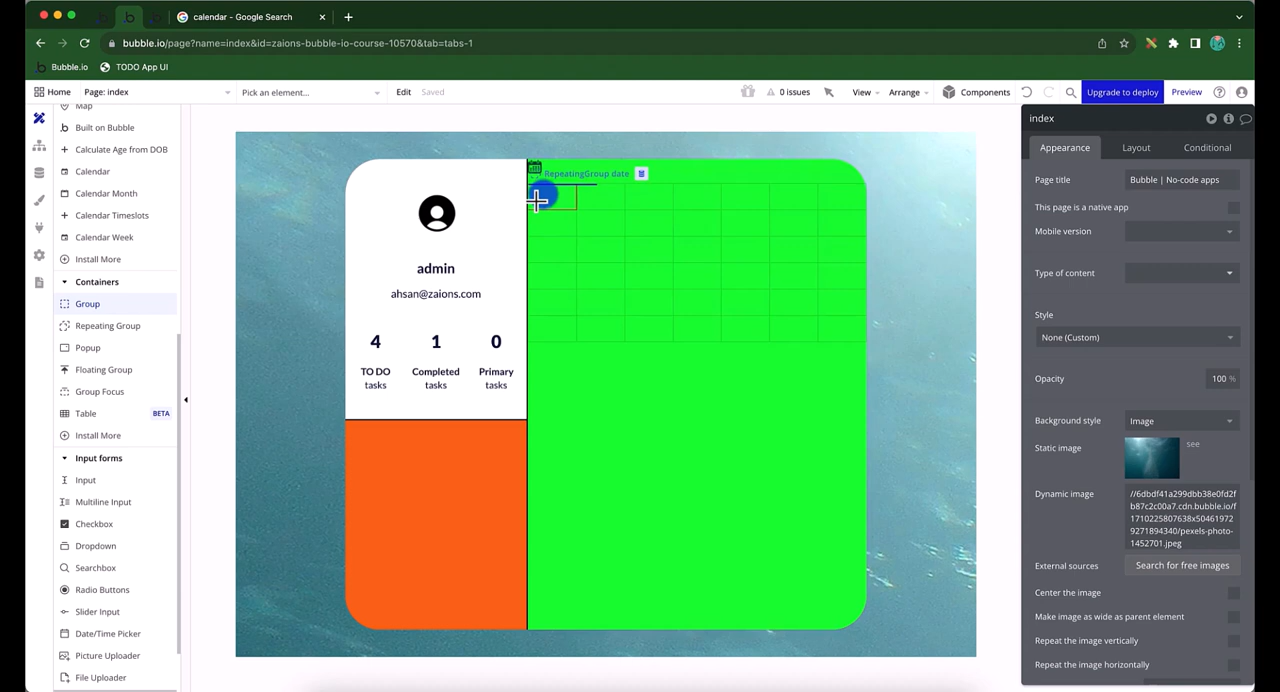 calendar - Google Search
bubble.io/page?name=index&id=zaions-bubble-io-course-10570&tab=tabs-1
Bubble.io TODO App UI
Home Page: index Pick an element... Edit Saved 0 issues View Arrange Components Upgrade to deploy Preview
Map
Built on Bubble
Calculate Age from DOB
Calendar
Calendar Month
Calendar Timeslots
Calendar Week
Install More
Containers
Group
Repeating Group
Popup
Floating Group
Group Focus
Table BETA
Install More
Input forms
Input
Multiline Input
Checkbox
Dropdown
Searchbox
Radio Buttons
Slider Input
Date/Time Picker
Picture Uploader
File Uploader
RepeatingGroup date
admin
ahsan@zaions.com
4 1 0
TO DO Completed Primary
tasks tasks tasks
index
Appearance Layout Conditional
Page title Bubble | No-code apps
This page is a native app
Mobile version
Type of content
Style
None (Custom)
Opacity 100 %
Background style Image
Static image see
Dynamic image //6dbdf41a299dbb38e0fd2f
b87c2c00a7.cdn.bubble.io/f
1710225807638x50461972
9271894340/pexels-photo-
1452701.jpeg
External sources Search for free images
Center the image
Make image as wide as parent element
Repeat the image vertically
Repeat the image horizontally